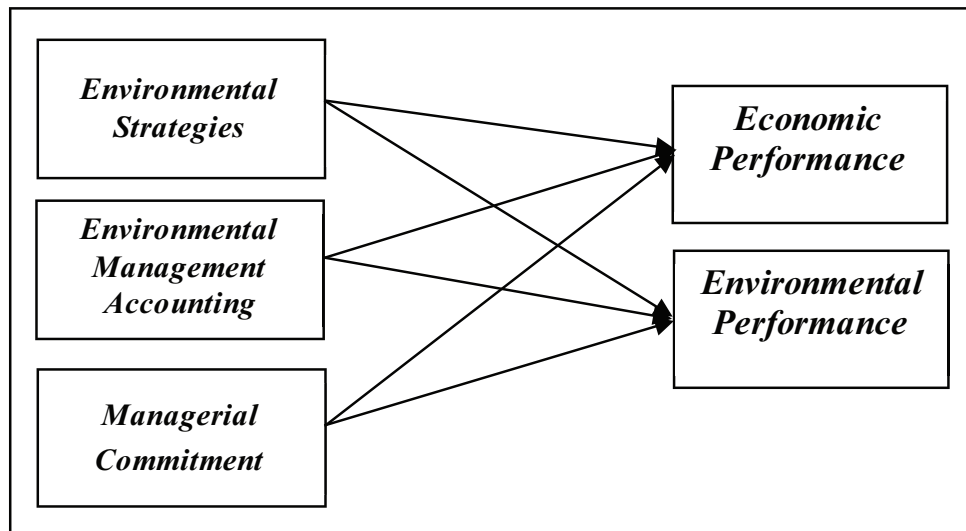 Environmental
Strategies
Environmental
Management
Accounting
Managerial
Commitment
Economic
Performance
Environmental
Performance